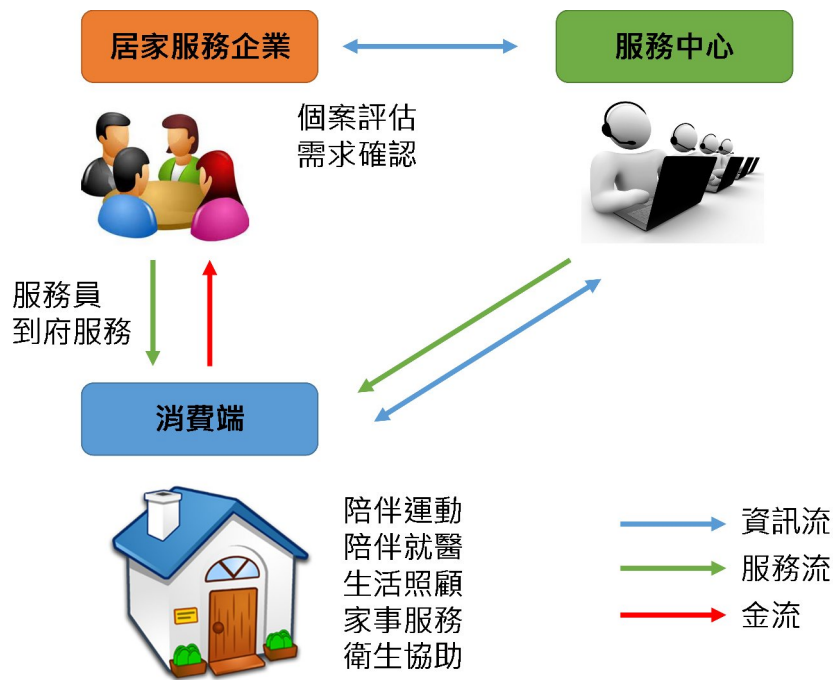 居家服務企業
服務中心
個案評估
需求確認
服務員
到府服務
消費端
陪伴運動
陪伴就醫
生活照顧
家事服務
衛生協助
資訊流
服務流
金流